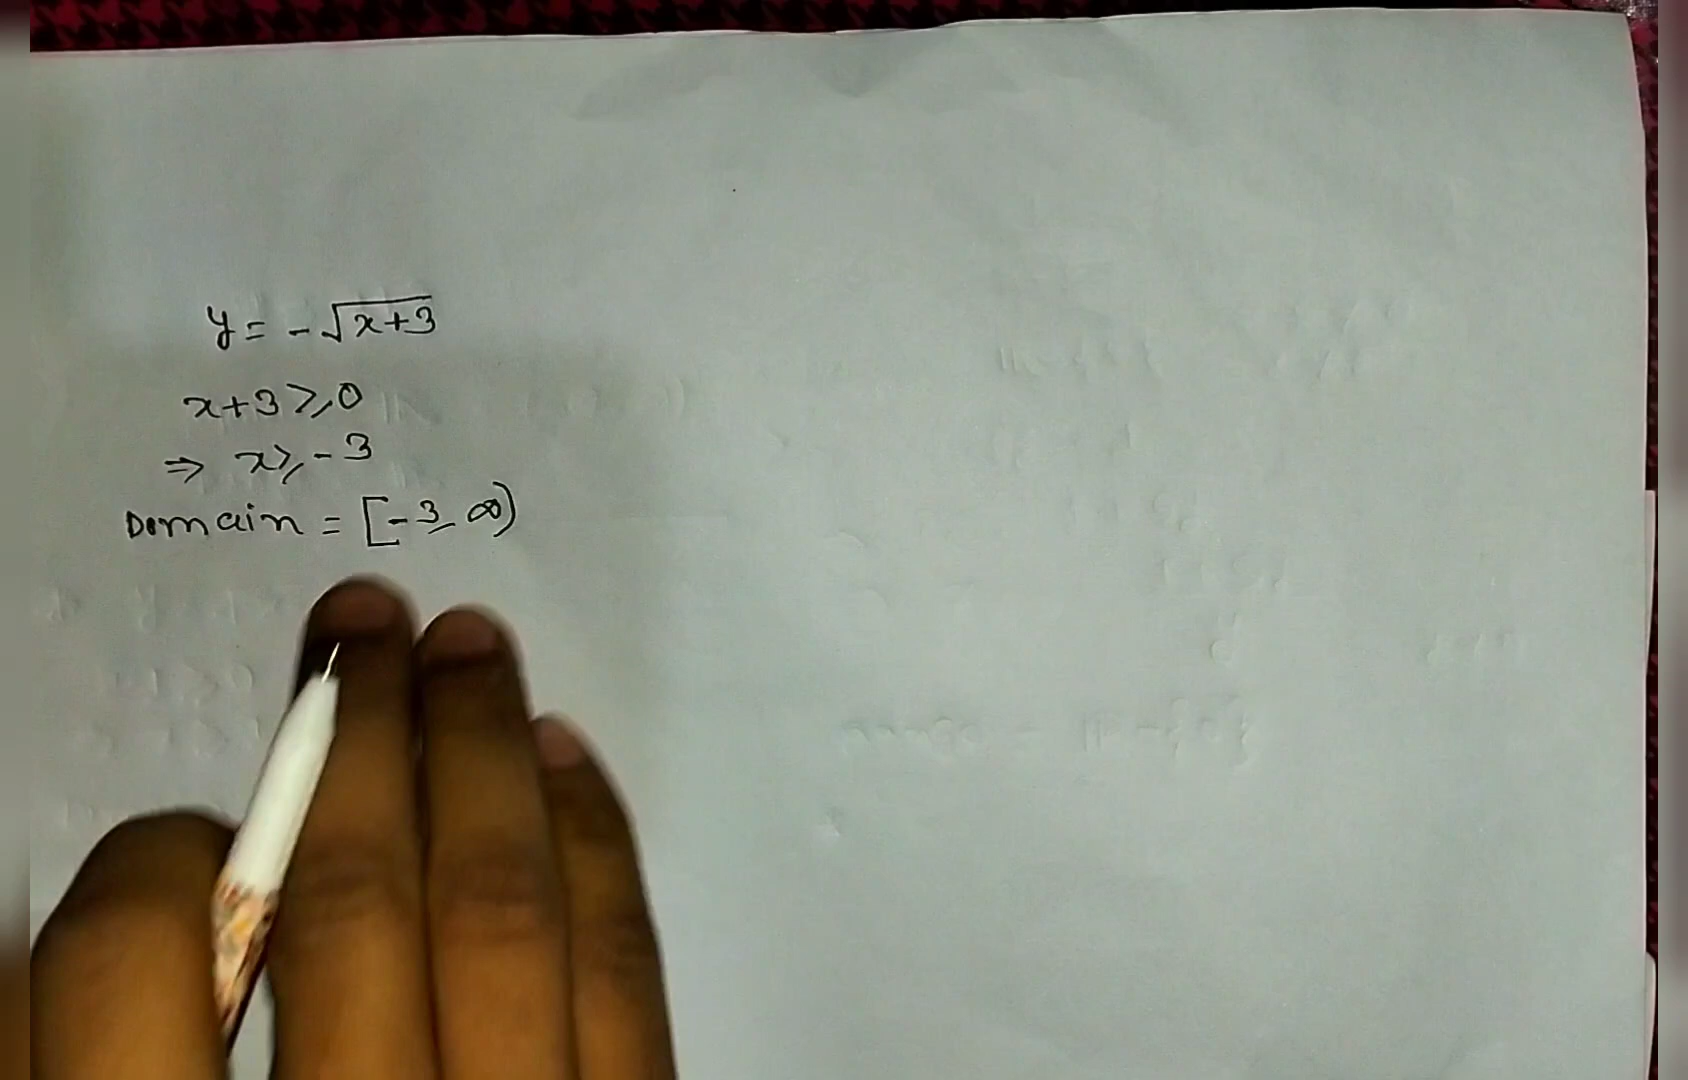 y = -√x+3
x+3 ⩾ 0
⇒ x ⩾ -3
Domain = [-3, ∞)